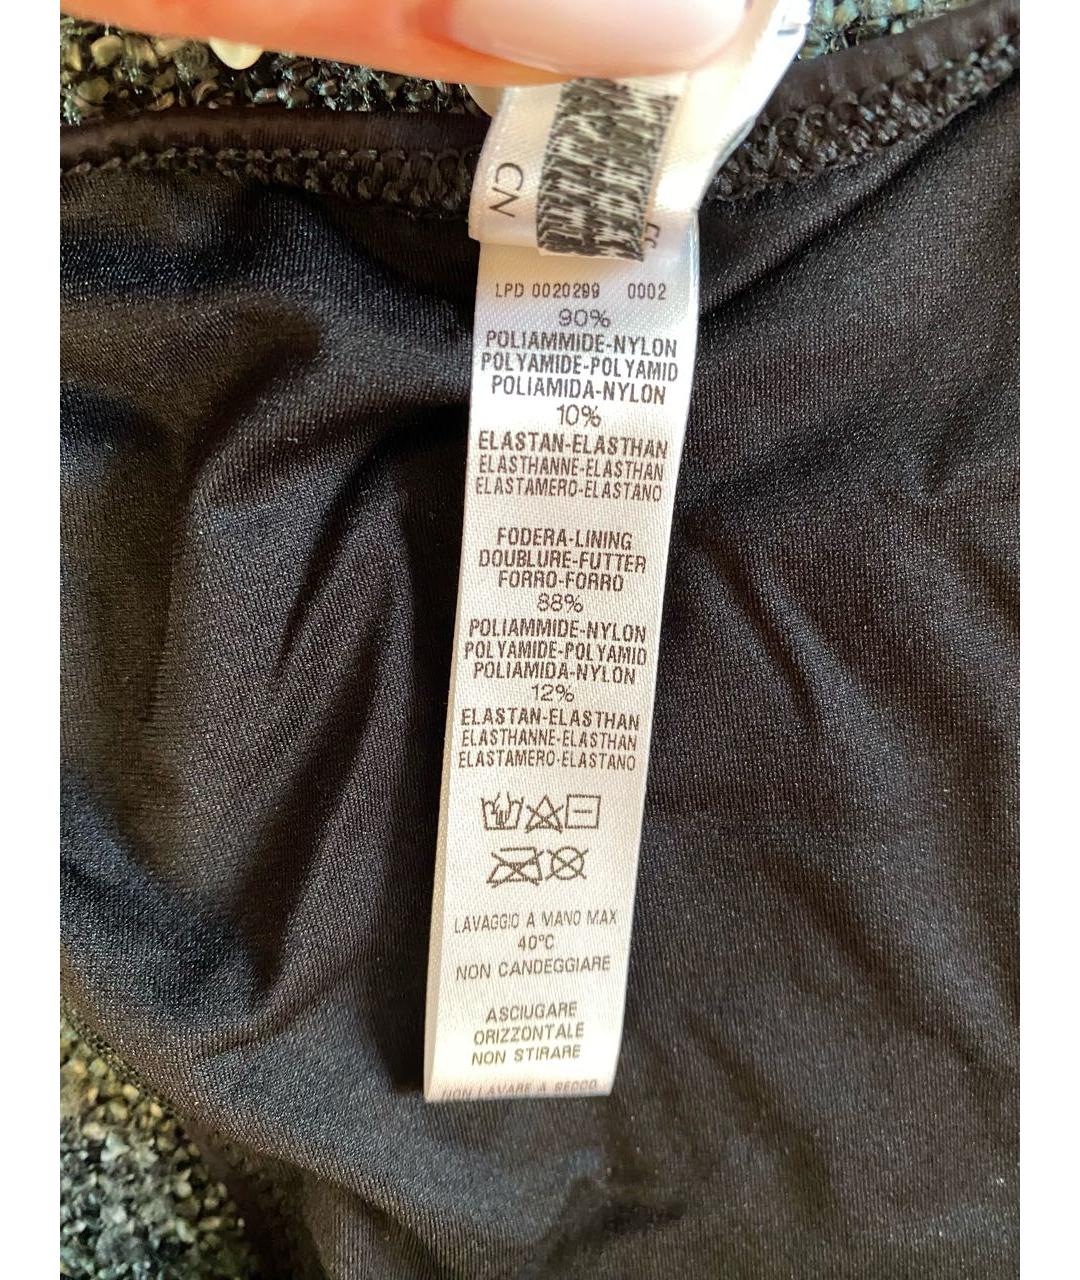 CN
LPD 0020299 0002
90%
POLIAMMIDE-NYLON
POLYAMIDE-POLYAMID
POLIAMIDA-NYLON
10%
ELASTAN-ELASTHAN
ELASTHANNE-ELASTHAN
ELASTAMERO-ELASTANO
FODERA-LINING
DOUBLURE-FUTTER
FORRO-FORRO
88%
POLIAMMIDE-NYLON
POLYAMIDE-POLYAMID
POLIAMIDA-NYLON
12%
ELASTAN-ELASTHAN
ELASTHANNE-ELASTHAN
ELASTAMERO-ELASTANO
LAVAGGIO A MANO MAX
40°C
NON CANDEGGIARE
ASCIUGARE
ORIZZONTALE
NON STIRARE
NON LAVARE A SECCO